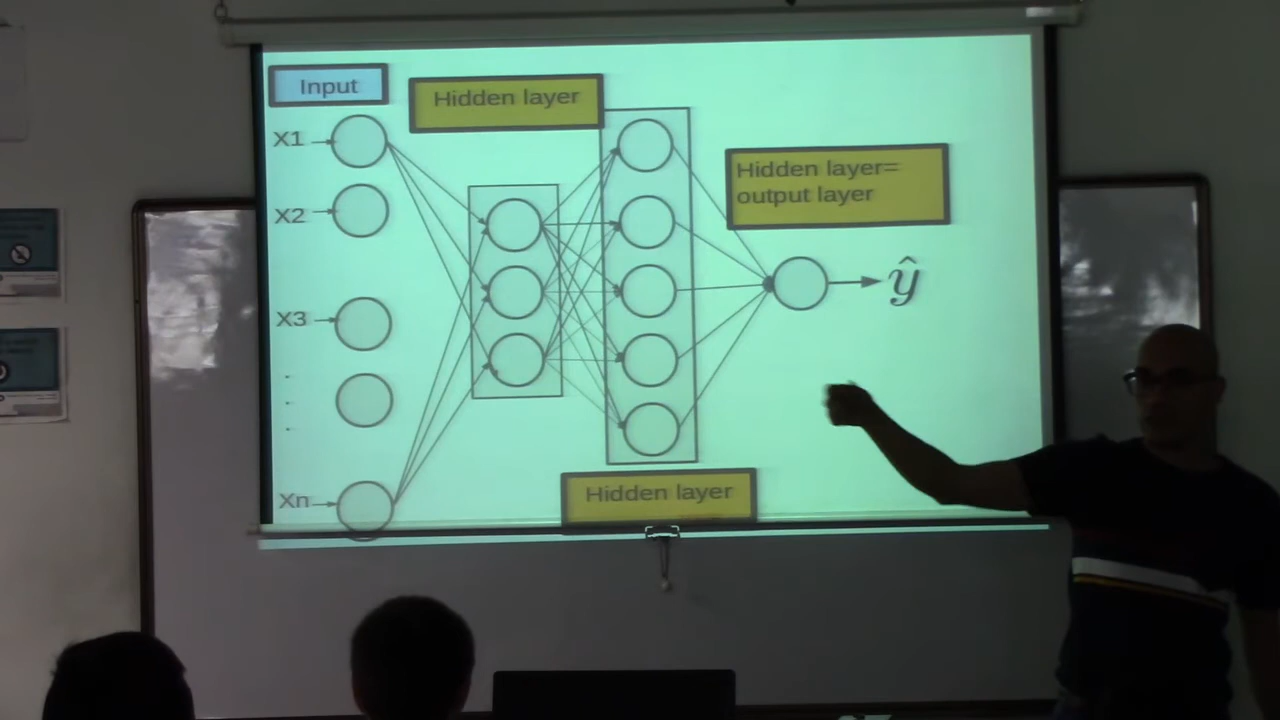 Input
Hidden layer
X1
X2
X3
Xn
Hidden layer=
output layer
ŷ
Hidden layer